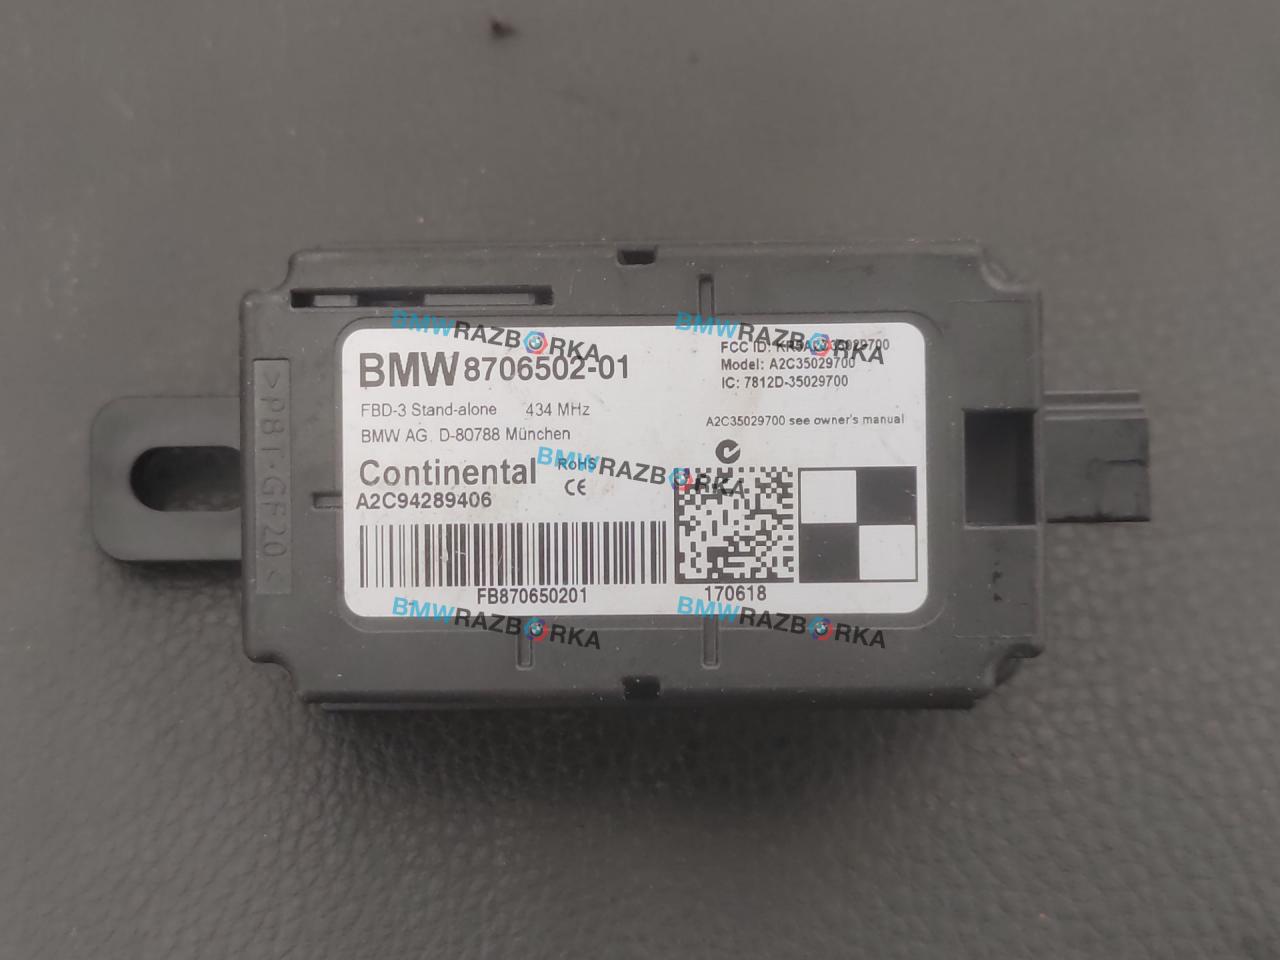 BMW 8706502-01
FBD-3 Stand-alone 434 MHz
BMW AG, D-80788 München
Continental
RoHS
CE
A2C94289406
FB870650201
FCC ID:
Model: A2C35029700
IC: 7812D-35029700
A2C35029700 see owner's manual
170618
>PBT-GF20<
BMWRAZBORKA
BMWRAZBORKA
BMWRAZBORKA
BMWRAZBORKA
BMWRAZBORKA